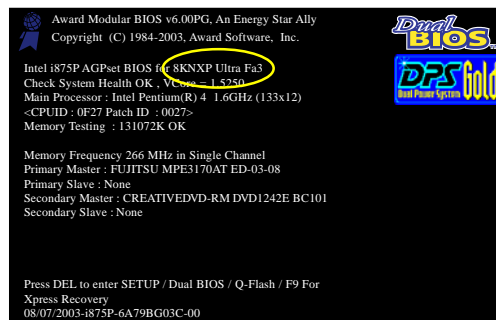 Award Modular BIOS v6.00PG, An Energy Star Ally
Copyright (C) 1984-2003, Award Software, Inc.
Dual
BIOS
DPS Gold
Dual Power System
Intel i875P AGPset BIOS for 8KNXP Ultra Fa3
Check System Health OK , VCore = 1.5250
Main Processor : Intel Pentium(R) 4 1.6GHz (133x12)
<CPUID : 0F27 Patch ID : 0027>
Memory Testing : 131072K OK
Memory Frequency 266 MHz in Single Channel
Primary Master : FUJITSU MPE3170AT ED-03-08
Primary Slave : None
Secondary Master : CREATIVEDVD-RM DVD1242E BC101
Secondary Slave : None
Press DEL to enter SETUP / Dual BIOS / Q-Flash / F9 For
Xpress Recovery
08/07/2003-i875P-6A79BG03C-00